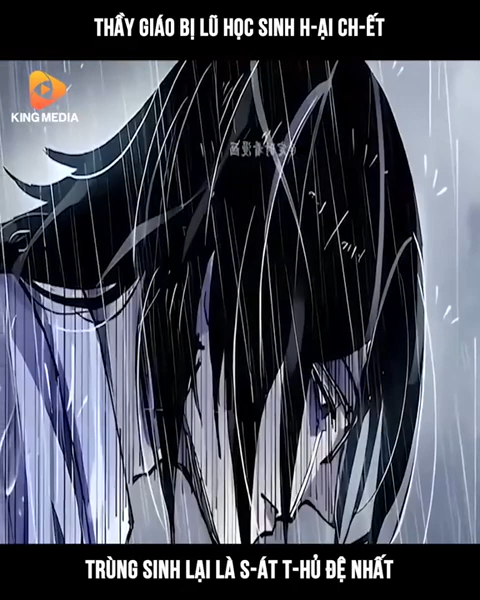 THẦY GIÁO BỊ LŨ HỌC SINH H-ẠI CH-ẾT
KING MEDIA
TRÙNG SINH LẠI LÀ S-ÁT T-HỦ ĐỆ NHẤT